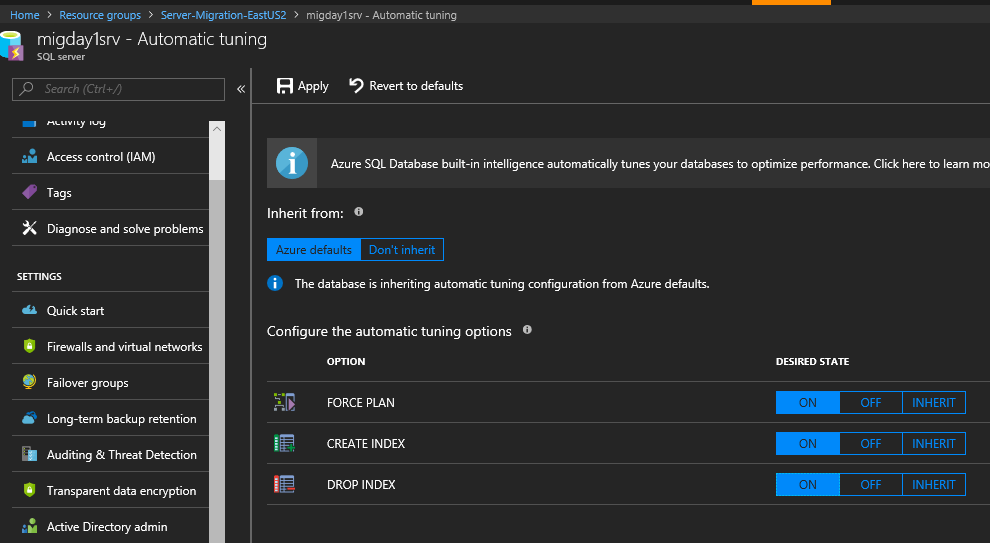 Home > Resource groups > Server-Migration-EastUS2 > migday1srv - Automatic tuning
migday1srv - Automatic tuning
SQL server
Search (Ctrl+/)
«
Activity log
Access control (IAM)
Tags
Diagnose and solve problems
SETTINGS
Quick start
Firewalls and virtual networks
Failover groups
Long-term backup retention
Auditing & Threat Detection
Transparent data encryption
Active Directory admin
Apply Revert to defaults
Azure SQL Database built-in intelligence automatically tunes your databases to optimize performance. Click here to learn mo
Inherit from:
Azure defaults Don't inherit
The database is inheriting automatic tuning configuration from Azure defaults.
Configure the automatic tuning options
OPTION DESIRED STATE
FORCE PLAN ON OFF INHERIT
CREATE INDEX ON OFF INHERIT
DROP INDEX ON OFF INHERIT